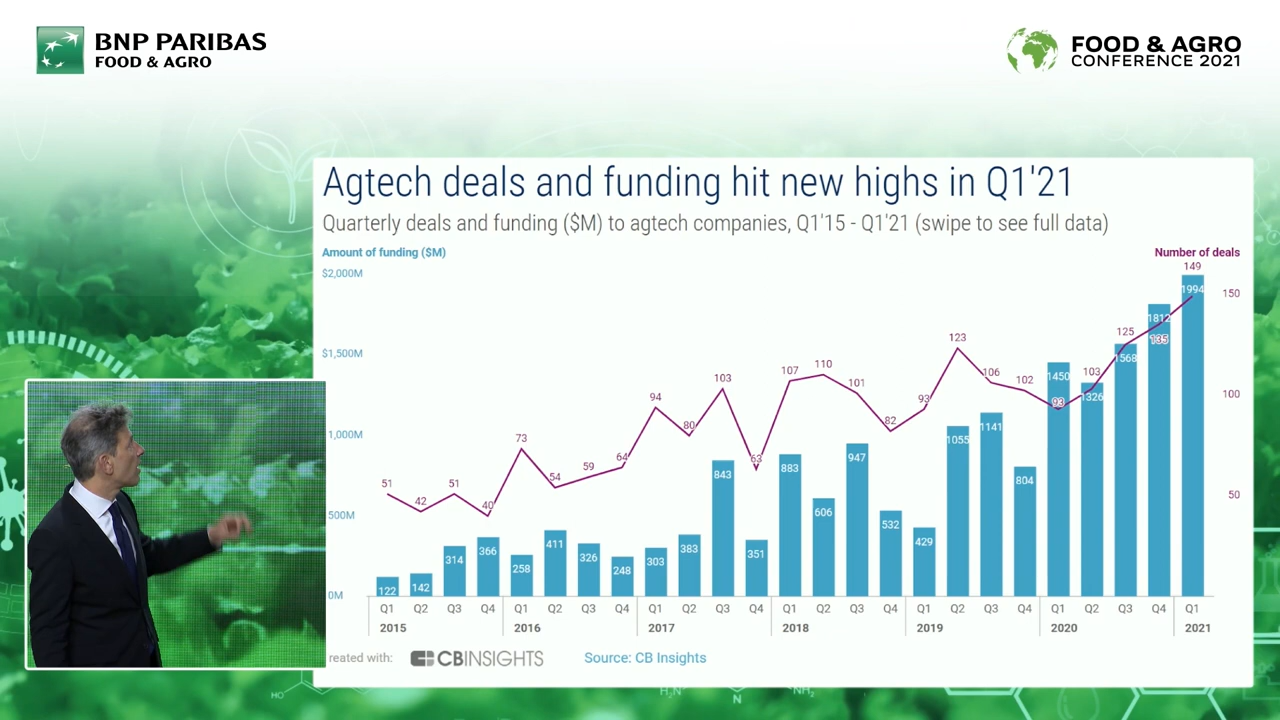 BNP PARIBAS
FOOD & AGRO
FOOD & AGRO
CONFERENCE 2021
Agtech deals and funding hit new highs in Q1'21
Quarterly deals and funding ($M) to agtech companies, Q1'15 - Q1'21 (swipe to see full data)
Amount of funding ($M)
Number of deals
$2,000M
$1,500M
1,000M
500M
0M
150
100
50
51 42 51 40 73 54 59 64 94 80 103 63 107 110 101 82 93 123 106 102 93 103 125 135 149
122 142 314 366 258 411 326 248 303 383 843 351 883 606 947 532 429 1055 1141 804 1450 1326 1568 1812 1994
Q1 Q2 Q3 Q4 Q1 Q2 Q3 Q4 Q1 Q2 Q3 Q4 Q1 Q2 Q3 Q4 Q1 Q2 Q3 Q4 Q1 Q2 Q3 Q4 Q1
2015 2016 2017 2018 2019 2020 2021
reated with: CBINSIGHTS Source: CB Insights
HO
H₂N
N
NH₂